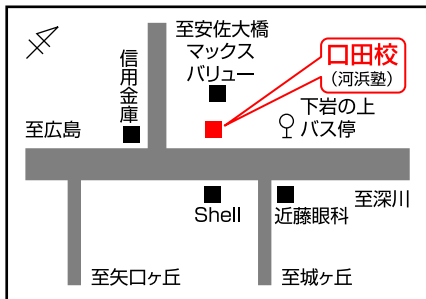 至安佐大橋
マックス
バリュー
信用金庫
口田校
(河浜塾)
下岩の上
バス停
至広島
至深川
Shell
近藤眼科
至矢口ヶ丘
至城ヶ丘